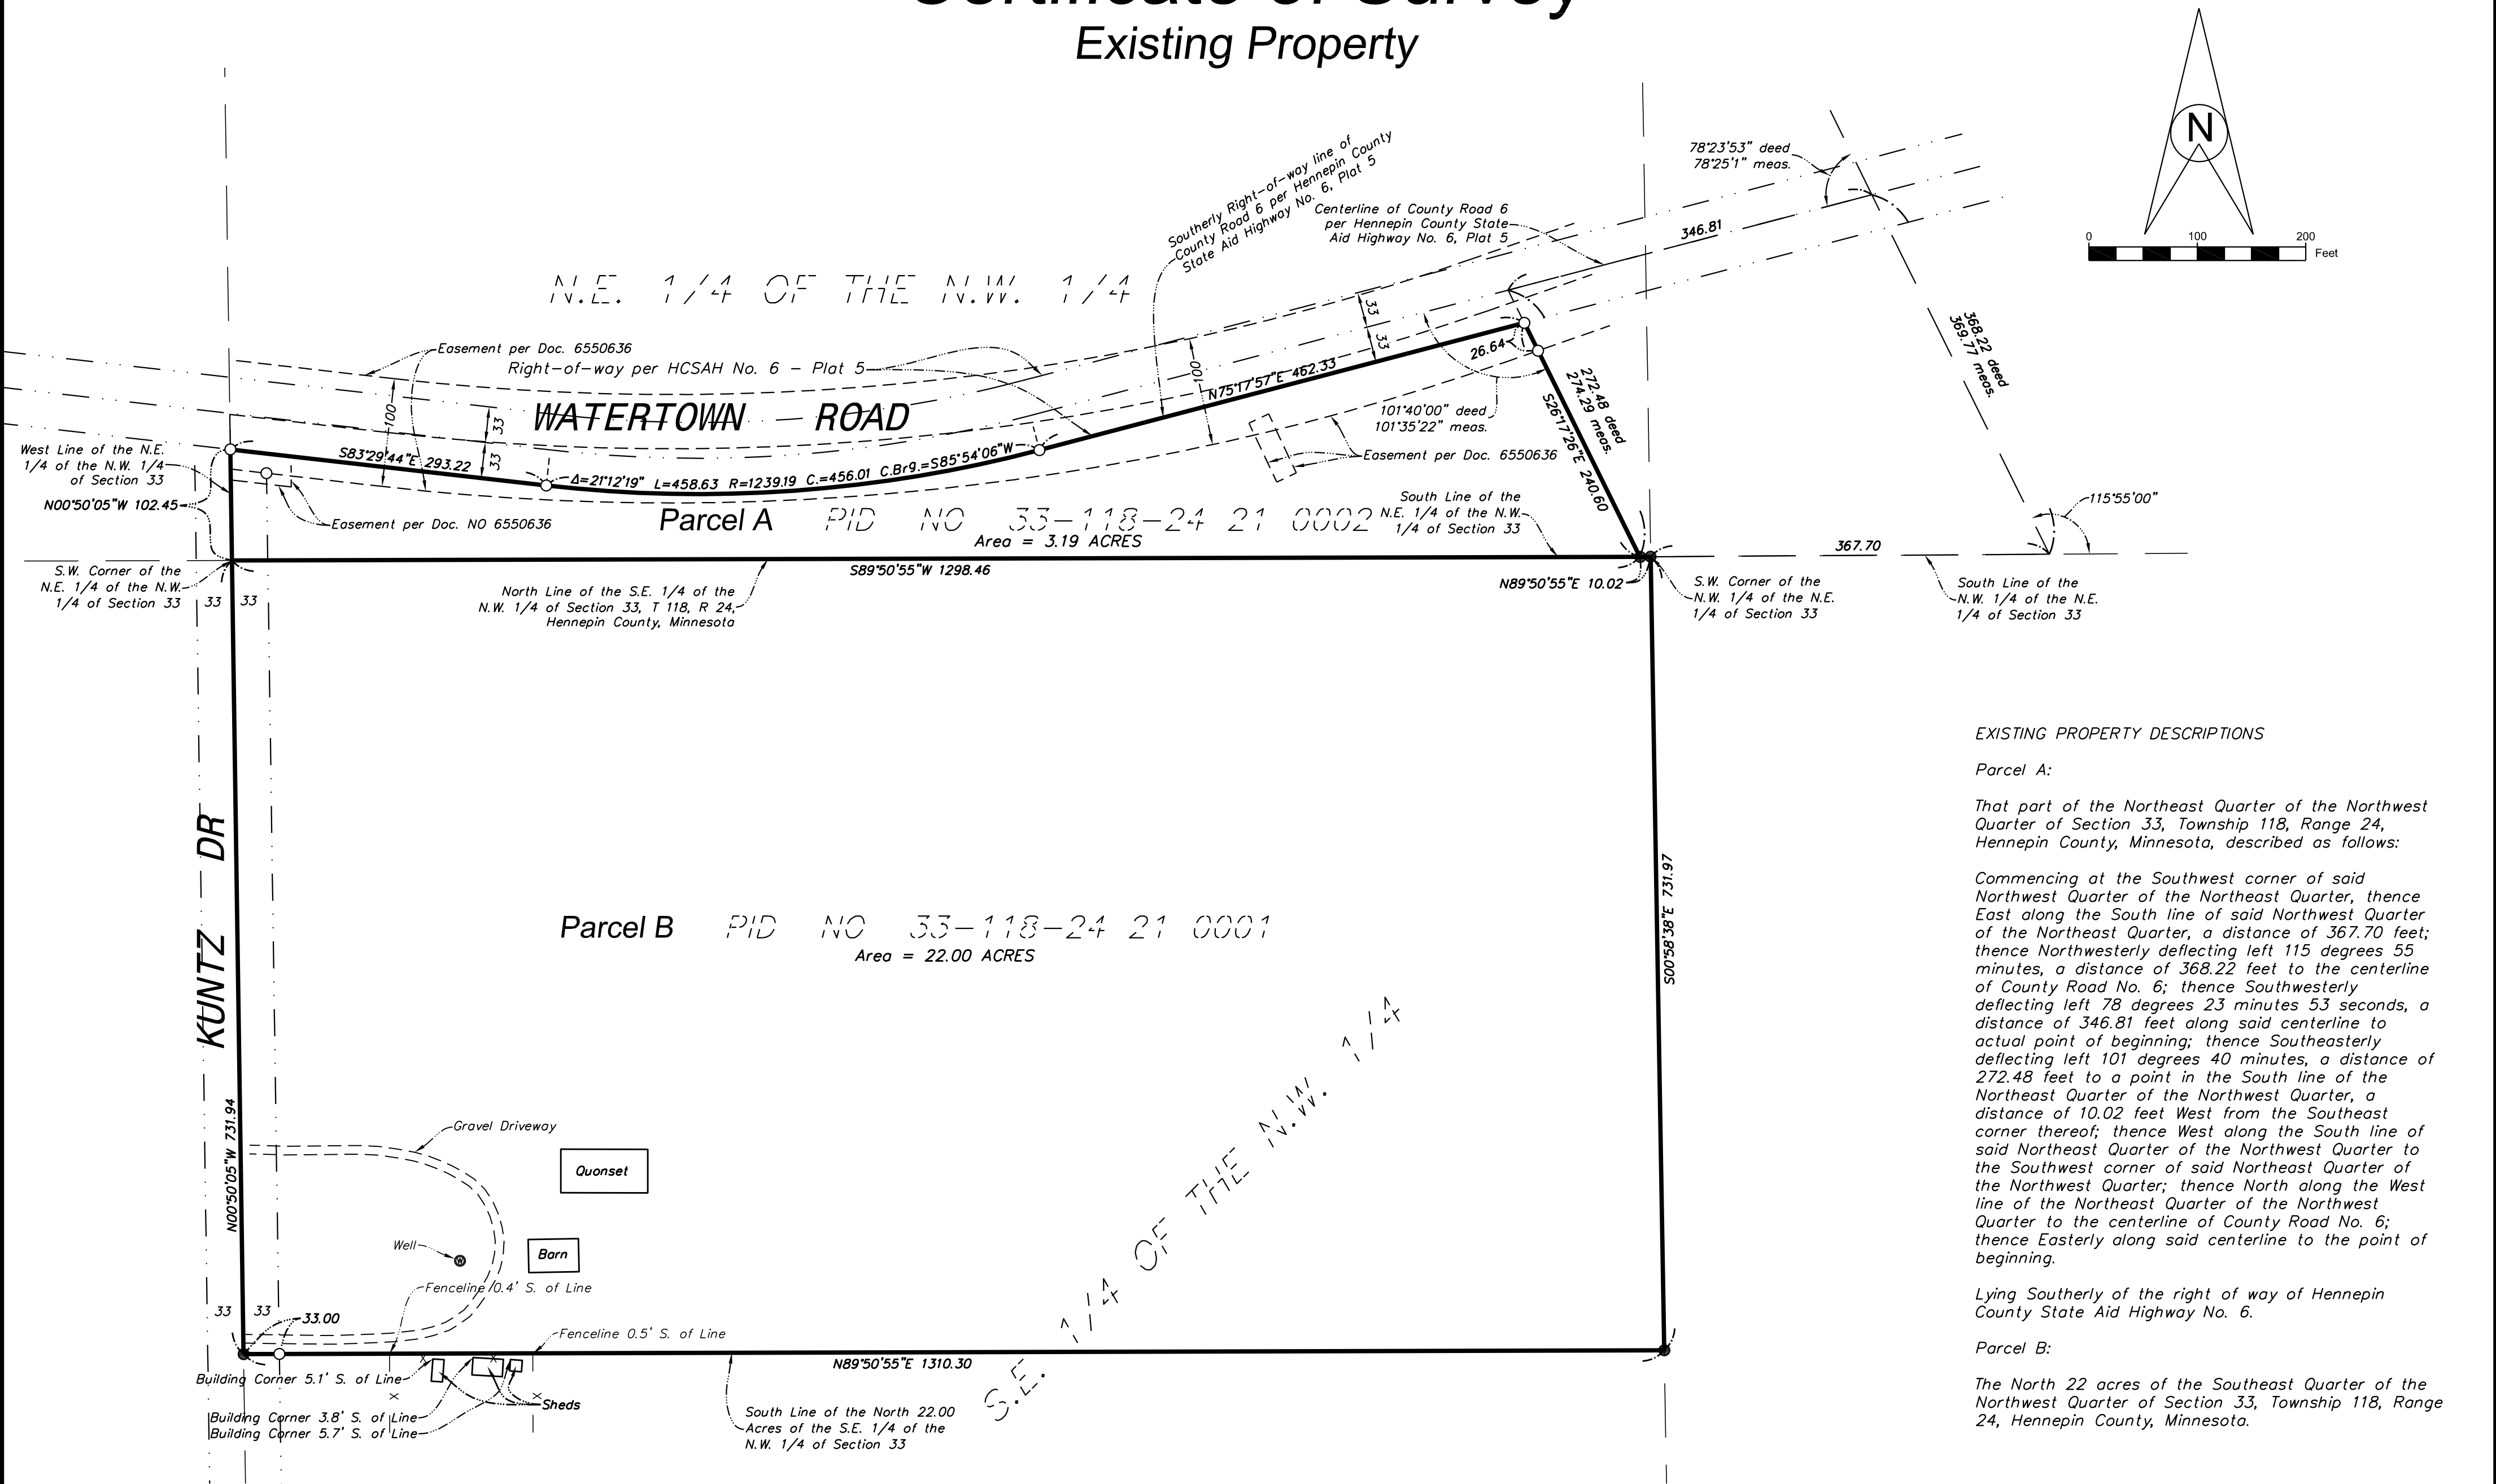 Certificate of Survey
Existing Property
N
0 100 200
Feet
78°23'53" deed
78°25'1" meas.
Southerly Right-of-way line of
County Road 6 per Hennepin County
State Aid Highway No. 6, Plat 5
Centerline of County Road 6
per Hennepin County State
Aid Highway No. 6, Plat 5
346.81
N.E. 1/4 OF THE N.W. 1/4
33
33
368.22 deed
369.77 meas.
Easement per Doc. 6550636
Right-of-way per HCSAH No. 6 - Plat 5
26.64
N75°17'57"E 462.33
100
272.48 deed
274.29 meas.
S26°17'26"E 240.60
100
33
33
WATERTOWN ROAD
101°40'00" deed
101°35'22" meas.
West Line of the N.E.
1/4 of the N.W. 1/4
of Section 33
S83°29'44"E 293.22
Easement per Doc. 6550636
Δ=21°12'19" L=458.63 R=1239.19 C.=456.01 C.Br9.=S85°54'06"W
N00°50'05"W 102.45
Easement per Doc. NO 6550636
Parcel A PID NO 33-118-24 21 0002
Area = 3.19 ACRES
South Line of the
N.E. 1/4 of the N.W.
1/4 of Section 33
115°55'00"
367.70
S89°50'55"W 1298.46
N89°50'55"E 10.02
S.W. Corner of the
N.E. 1/4 of the N.W.
1/4 of Section 33
33 33
North Line of the S.E. 1/4 of the
N.W. 1/4 of Section 33, T 118, R 24,
Hennepin County, Minnesota
S.W. Corner of the
N.W. 1/4 of the N.E.
1/4 of Section 33
South Line of the
N.W. 1/4 of the N.E.
1/4 of Section 33
KUNTZ DR
N00°50'05"W 731.94
S00°58'38"E 731.97
Parcel B PID NO 33-118-24 21 0001
Area = 22.00 ACRES
S.E. 1/4 OF THE N.W. 1/4
Gravel Driveway
Quonset
Well
W
Barn
Fenceline 0.4' S. of Line
33 33
33.00
Fenceline 0.5' S. of Line
N89°50'55"E 1310.30
Building Corner 5.1' S. of Line
Sheds
Building Corner 3.8' S. of Line
Building Corner 5.7' S. of Line
South Line of the North 22.00
Acres of the S.E. 1/4 of the
N.W. 1/4 of Section 33
EXISTING PROPERTY DESCRIPTIONS
Parcel A:
That part of the Northeast Quarter of the Northwest
Quarter of Section 33, Township 118, Range 24,
Hennepin County, Minnesota, described as follows:
Commencing at the Southwest corner of said
Northwest Quarter of the Northeast Quarter, thence
East along the South line of said Northwest Quarter
of the Northeast Quarter, a distance of 367.70 feet;
thence Northwesterly deflecting left 115 degrees 55
minutes, a distance of 368.22 feet to the centerline
of County Road No. 6; thence Southwesterly
deflecting left 78 degrees 23 minutes 53 seconds, a
distance of 346.81 feet along said centerline to
actual point of beginning; thence Southeasterly
deflecting left 101 degrees 40 minutes, a distance of
272.48 feet to a point in the South line of the
Northeast Quarter of the Northwest Quarter, a
distance of 10.02 feet West from the Southeast
corner thereof; thence West along the South line of
said Northeast Quarter of the Northwest Quarter to
the Southwest corner of said Northeast Quarter of
the Northwest Quarter; thence North along the West
line of the Northeast Quarter of the Northwest
Quarter to the centerline of County Road No. 6;
thence Easterly along said centerline to the point of
beginning.
Lying Southerly of the right of way of Hennepin
County State Aid Highway No. 6.
Parcel B:
The North 22 acres of the Southeast Quarter of the
Northwest Quarter of Section 33, Township 118, Range
24, Hennepin County, Minnesota.